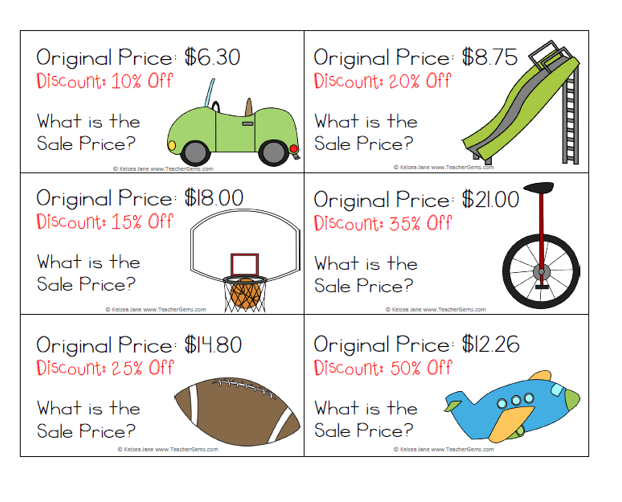 Original Price: $6.30
Discount: 10% Off
What is the
Sale Price?
© Kelsea Jane www.TeacherGems.com
Original Price: $8.75
Discount: 20% Off
What is the
Sale Price?
© Kelsea Jane www.TeacherGems.com
Original Price: $18.00
Discount: 15% Off
What is the
Sale Price?
© Kelsea Jane www.TeacherGems.com
Original Price: $21.00
Discount: 35% Off
What is the
Sale Price?
© Kelsea Jane www.TeacherGems.com
Original Price: $14.80
Discount: 25% Off
What is the
Sale Price?
© Kelsea Jane www.TeacherGems.com
Original Price: $12.26
Discount: 50% Off
What is the
Sale Price?
© Kelsea Jane www.TeacherGems.com